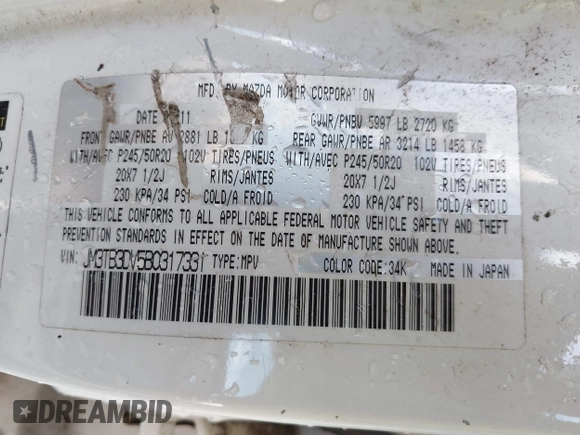 MFD. BY MAZDA MOTOR CORPORATION
DATE 11 GVWR/PNBV 5997 LB 2720 KG
FRONT GAWR/PNBE AV 2881 LB KG REAR GAWR/PNBE AR 3214 LB 1458 KG
WITH/AVEC P245/50R20 102V TIRES/PNEUS WITH/AVEC P245/50R20 102V TIRES/PNEUS
20X7 1/2J RIMS/JANTES 20X7 1/2J RIMS/JANTES
230 KPA/34 PSI COLD/A FROID 230 KPA/34 PSI COLD/A FROID
THIS VEHICLE CONFORMS TO ALL APPLICABLE FEDERAL MOTOR VEHICLE SAFETY AND THEFT
PREVENTION STANDARDS IN EFFECT ON THE DATE OF MANUFACTURE SHOWN ABOVE.
VIN: JM3TB3DV5B0317331 TYPE:MPV COLOR CODE:34K MADE IN JAPAN
DREAMBID